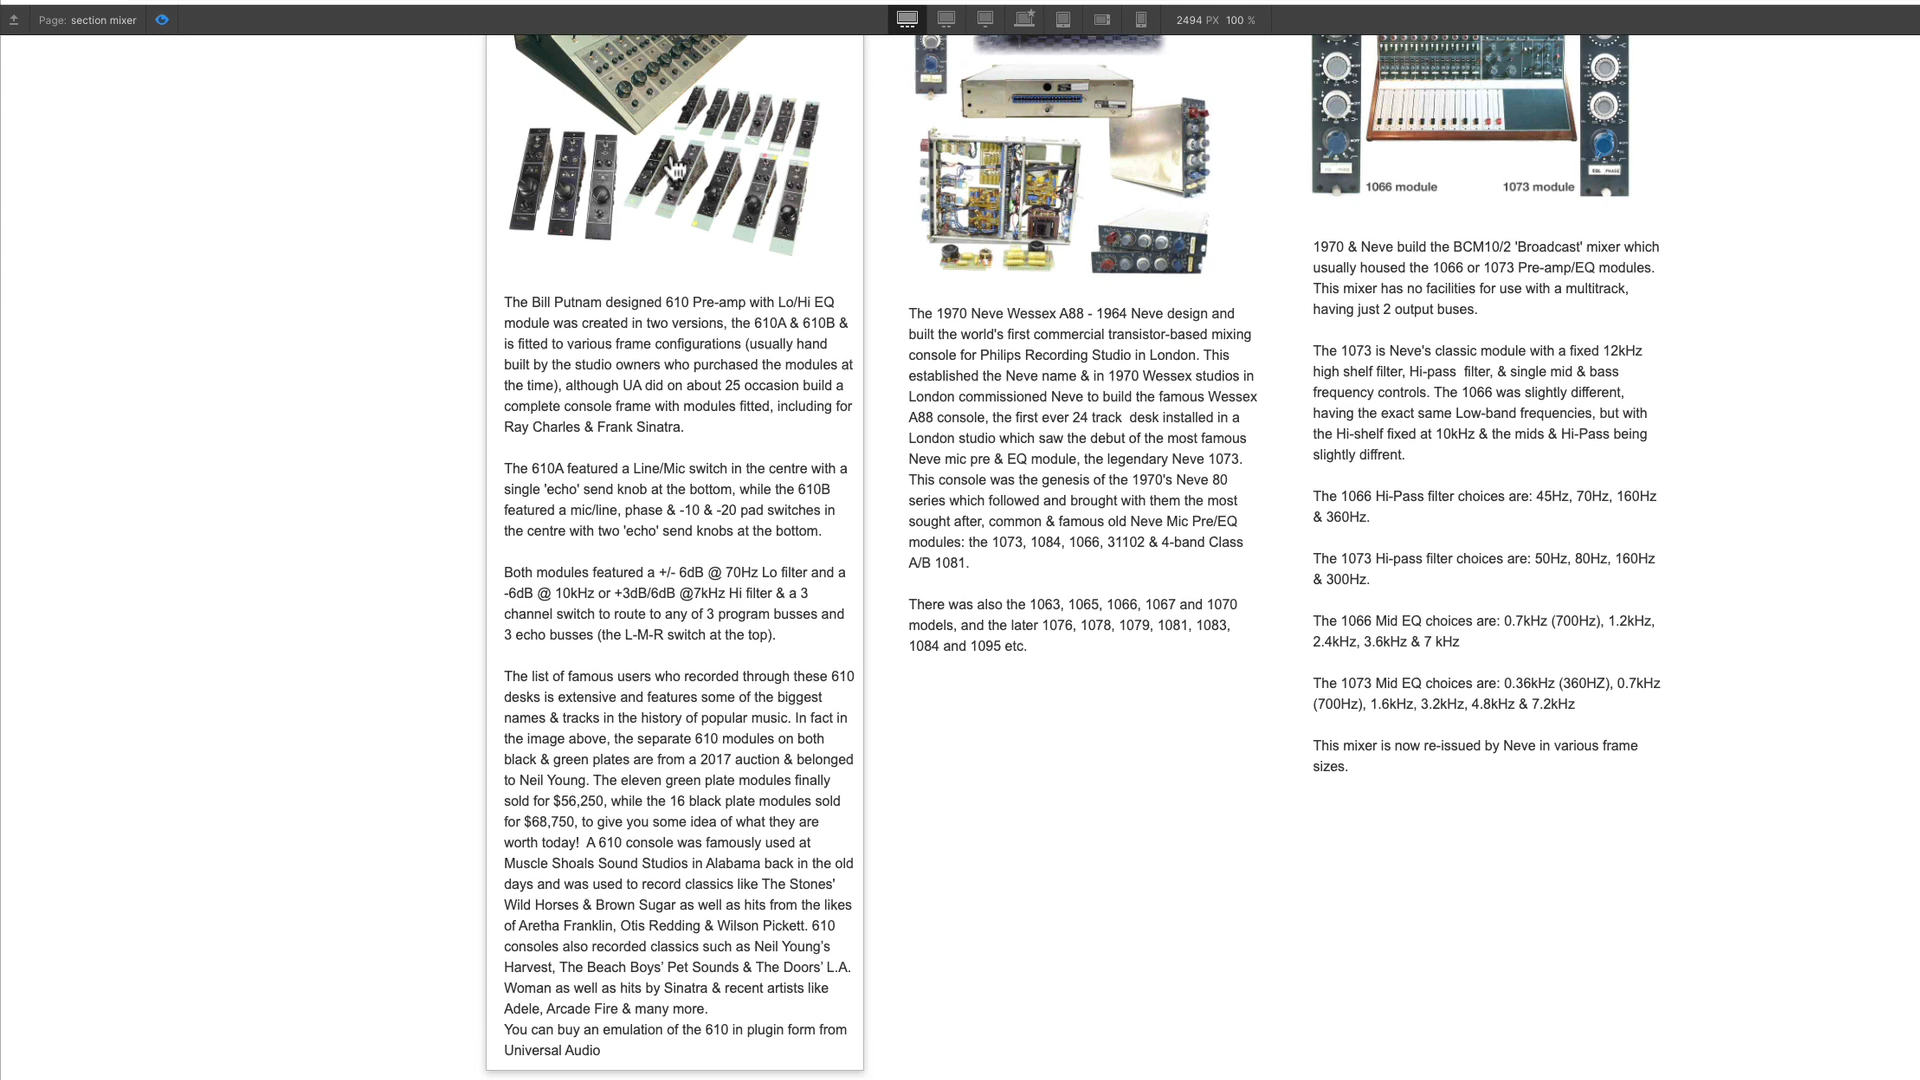 Page: section mixer
2494 PX 100 %
The Bill Putnam designed 610 Pre-amp with Lo/Hi EQ
module was created in two versions, the 610A & 610B &
is fitted to various frame configurations (usually hand
built by the studio owners who purchased the modules at
the time), although UA did on about 25 occasion build a
complete console frame with modules fitted, including for
Ray Charles & Frank Sinatra.
The 610A featured a Line/Mic switch in the centre with a
single 'echo' send knob at the bottom, while the 610B
featured a mic/line, phase & -10 & -20 pad switches in
the centre with two 'echo' send knobs at the bottom.
Both modules featured a +/- 6dB @ 70Hz Lo filter and a
-6dB @ 10kHz or +3dB/6dB @7kHz Hi filter & a 3
channel switch to route to any of 3 program busses and
3 echo busses (the L-M-R switch at the top).
The list of famous users who recorded through these 610
desks is extensive and features some of the biggest
names & tracks in the history of popular music. In fact in
the image above, the separate 610 modules on both
black & green plates are from a 2017 auction & belonged
to Neil Young. The eleven green plate modules finally
sold for $56,250, while the 16 black plate modules sold
for $68,750, to give you some idea of what they are
worth today!  A 610 console was famously used at
Muscle Shoals Sound Studios in Alabama back in the old
days and was used to record classics like The Stones'
Wild Horses & Brown Sugar as well as hits from the likes
of Aretha Franklin, Otis Redding & Wilson Pickett. 610
consoles also recorded classics such as Neil Young’s
Harvest, The Beach Boys’ Pet Sounds & The Doors’ L.A.
Woman as well as hits by Sinatra & recent artists like
Adele, Arcade Fire & many more.
You can buy an emulation of the 610 in plugin form from
Universal Audio
The 1970 Neve Wessex A88 - 1964 Neve design and
built the world's first commercial transistor-based mixing
console for Philips Recording Studio in London. This
established the Neve name & in 1970 Wessex studios in
London commissioned Neve to build the famous Wessex
A88 console, the first ever 24 track  desk installed in a
London studio which saw the debut of the most famous
Neve mic pre & EQ module, the legendary Neve 1073.
This console was the genesis of the 1970's Neve 80
series which followed and brought with them the most
sought after, common & famous old Neve Mic Pre/EQ
modules: the 1073, 1084, 1066, 31102 & 4-band Class
A/B 1081.
There was also the 1063, 1065, 1066, 1067 and 1070
models, and the later 1076, 1078, 1079, 1081, 1083,
1084 and 1095 etc.
1066 module
1073 module
EQL PHASE
1970 & Neve build the BCM10/2 'Broadcast' mixer which
usually housed the 1066 or 1073 Pre-amp/EQ modules.
This mixer has no facilities for use with a multitrack,
having just 2 output buses.
The 1073 is Neve's classic module with a fixed 12kHz
high shelf filter, Hi-pass  filter, & single mid & bass
frequency controls. The 1066 was slightly different,
having the exact same Low-band frequencies, but with
the Hi-shelf fixed at 10kHz & the mids & Hi-Pass being
slightly diffrent.
The 1066 Hi-Pass filter choices are: 45Hz, 70Hz, 160Hz
& 360Hz.
The 1073 Hi-pass filter choices are: 50Hz, 80Hz, 160Hz
& 300Hz.
The 1066 Mid EQ choices are: 0.7kHz (700Hz), 1.2kHz,
2.4kHz, 3.6kHz & 7 kHz
The 1073 Mid EQ choices are: 0.36kHz (360HZ), 0.7kHz
(700Hz), 1.6kHz, 3.2kHz, 4.8kHz & 7.2kHz
This mixer is now re-issued by Neve in various frame
sizes.